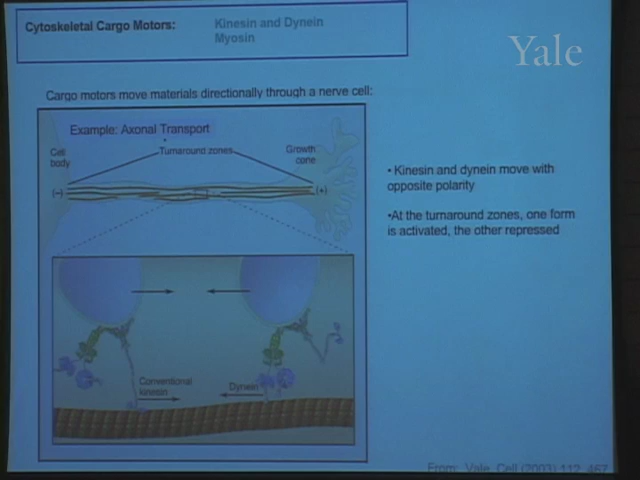 Cytoskeletal Cargo Motors:
Kinesin and Dynein
Myosin
Yale
Cargo motors move materials directionally through a nerve cell:
Example: Axonal Transport
Cell
body
Turnaround zones
Growth
cone
(−)
(+)
• Kinesin and dynein move with
opposite polarity
•At the turnaround zones, one form
is activated, the other repressed
Conventional
kinesin
Dynein
From: Vale, Cell (2003) 112, 467